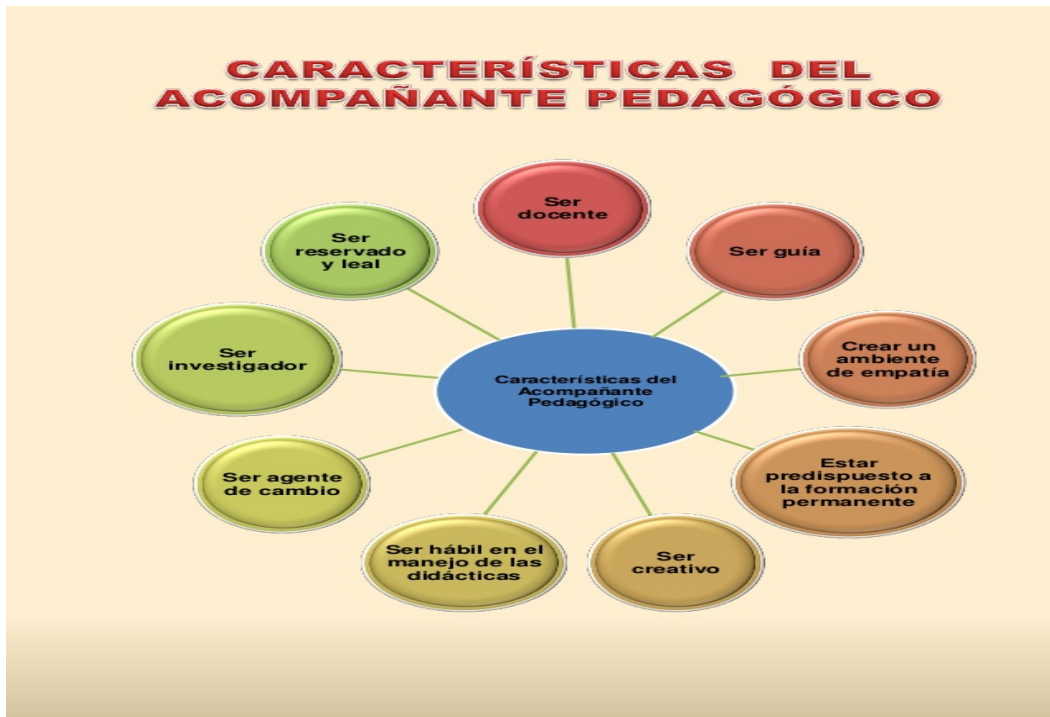 CARACTERÍSTICAS DEL
ACOMPAÑANTE PEDAGÓGICO
Ser
docente
Ser guía
Crear un
ambiente
de empatía
Estar
predispuesto a
la formación
permanente
Ser
creativo
Ser hábil en el
manejo de las
didácticas
Ser agente
de cambio
Ser
investigador
Ser
reservado
y leal
Características del
Acompañante
Pedagógico